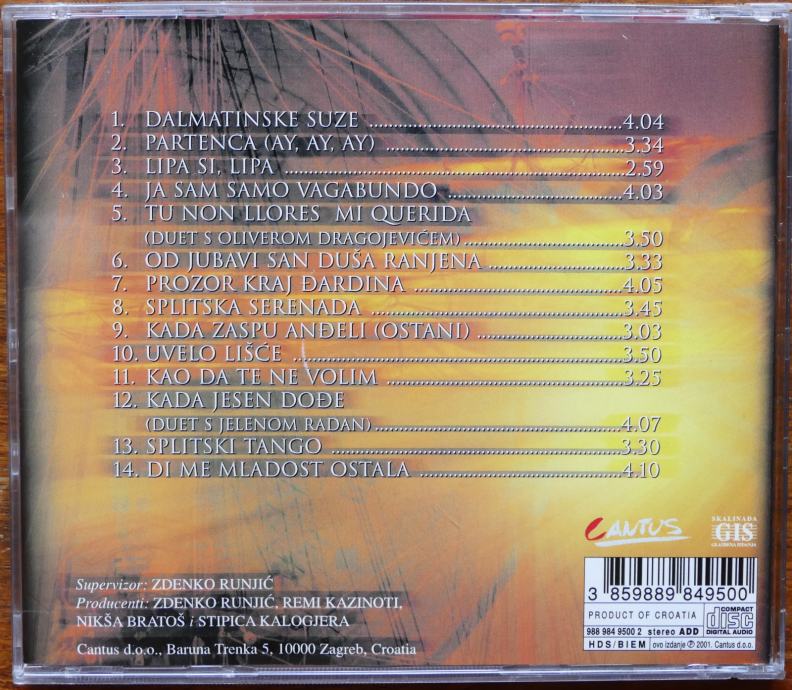 1. DALMATINSKE SUZE ........ 4.04
2. PARTENCA (AY, AY, AY) ........ 3.34
3. LIPA SI, LIPA ........ 2.59
4. JA SAM SAMO VAGABUNDO ........ 4.03
5. TU NON LLORES MI QUERIDA
(DUET S OLIVEROM DRAGOJEVIĆEM) ........ 3.50
6. OD JUBAVI SAN DUŠA RANJENA ........ 3.33
7. PROZOR KRAJ ĐARDINA ........ 4.05
8. SPLITSKA SERENADA ........ 3.45
9. KADA ZASPU ANĐELI (OSTANI) ........ 3.03
10. UVELO LIŠĆE ........ 3.50
11. KAO DA TE NE VOLIM ........ 3.25
12. KADA JESEN DOĐE
(DUET S JELENOM RADAN) ........ 4.07
13. SPLITSKI TANGO ........ 3.30
14. DI ME MLADOST OSTALA ........ 4.10
CANTUS
SKALINADA
GIS
GLAZBENA IZDANJA
Supervizor: ZDENKO RUNJIĆ
Producenti: ZDENKO RUNJIĆ, REMI KAZINOTI,
NIKŠA BRATOŠ i STIPICA KALOGJERA
Cantus d.o.o., Baruna Trenka 5, 10000 Zagreb, Croatia
3 859889 849500
PRODUCT OF CROATIA
COMPACT
disc
DIGITAL AUDIO
988 984 9500 2 stereo ADD
HDS/BIEM
ovo izdanje ℗ 2001. Cantus d.o.o.